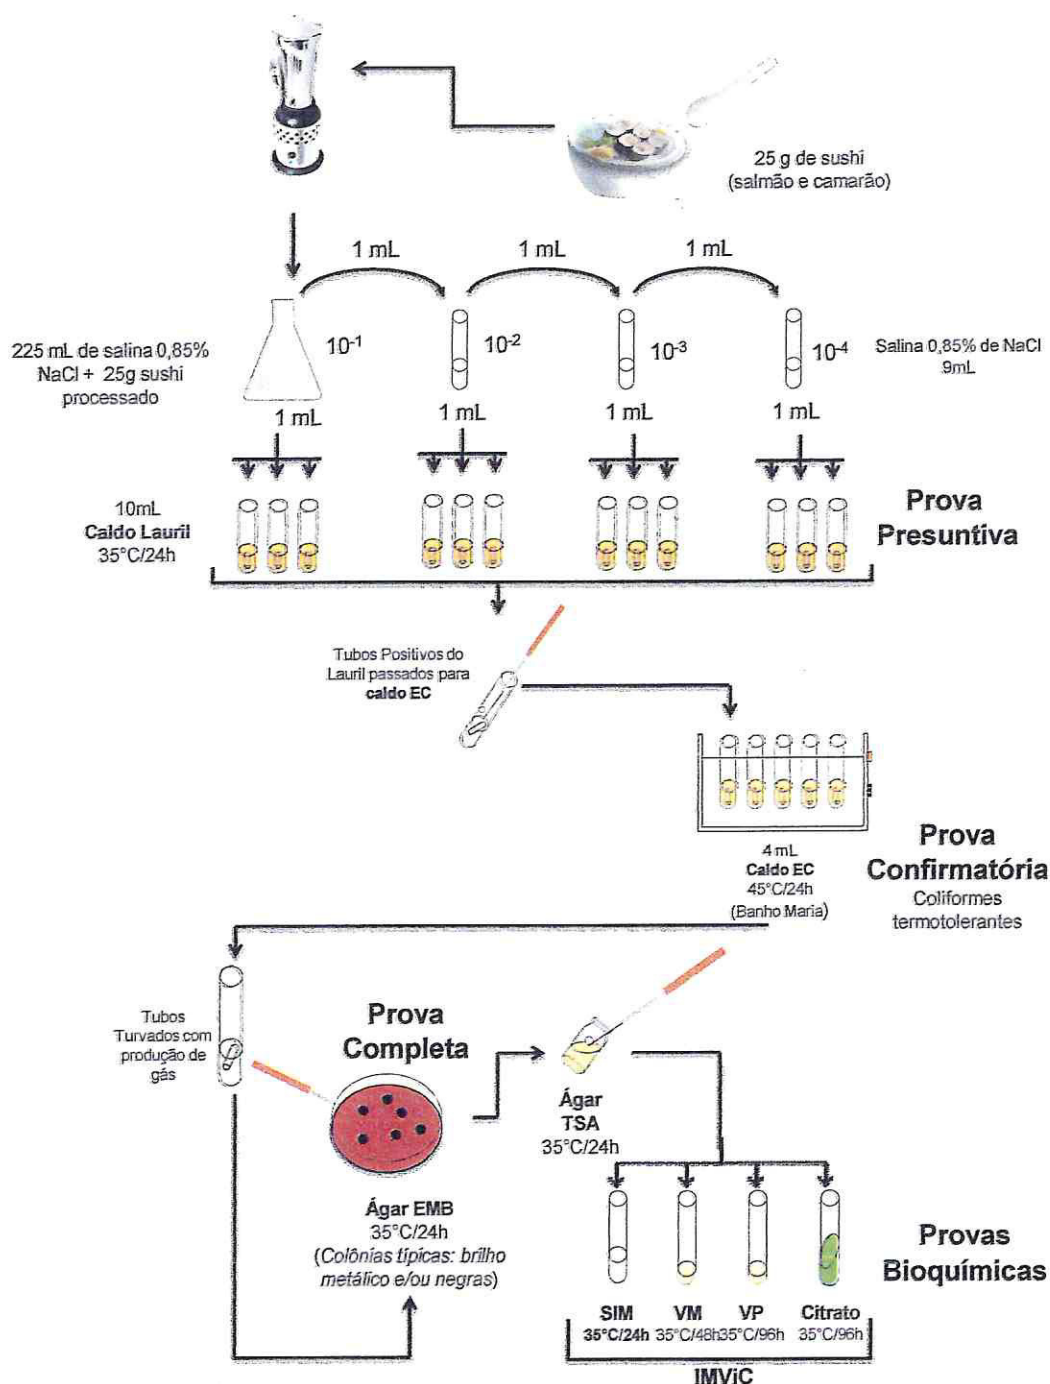 25 g de sushi
(salmão e camarão)
1 mL
1 mL
1 mL
225 mL de salina 0,85%
NaCl + 25g sushi
processado
10-1
10-2
10-3
10-4
Salina 0,85% de NaCl
9mL
1 mL
1 mL
1 mL
1 mL
10mL
Caldo Lauril
35°C/24h
Prova
Presuntiva
Tubos Positivos do
Lauril passados para
caldo EC
4 mL
Caldo EC
45°C/24h
(Banho Maria)
Prova
Confirmatória
Coliformes
termotolerantes
Tubos
Turvados com
produção de
gás
Prova
Completa
Ágar EMB
35°C/24h
(Colônias típicas: brilho
metálico e/ou negras)
Ágar
TSA
35°C/24h
Provas
Bioquímicas
SIM
35°C/24h
VM
35°C/48h
VP
35°C/96h
Citrato
35°C/96h
IMViC